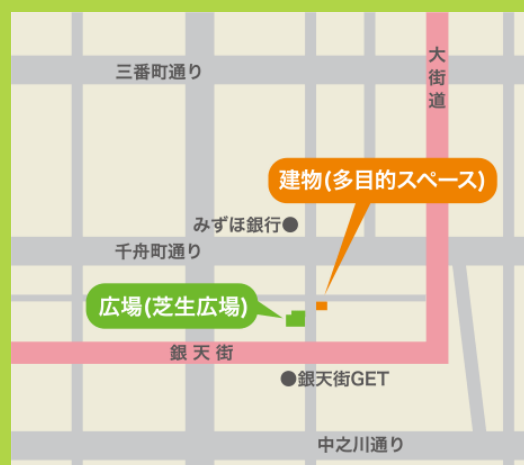 三番町通り
大街道
建物(多目的スペース)
みずほ銀行●
千舟町通り
広場(芝生広場)
銀天街
●銀天街GET
中之川通り